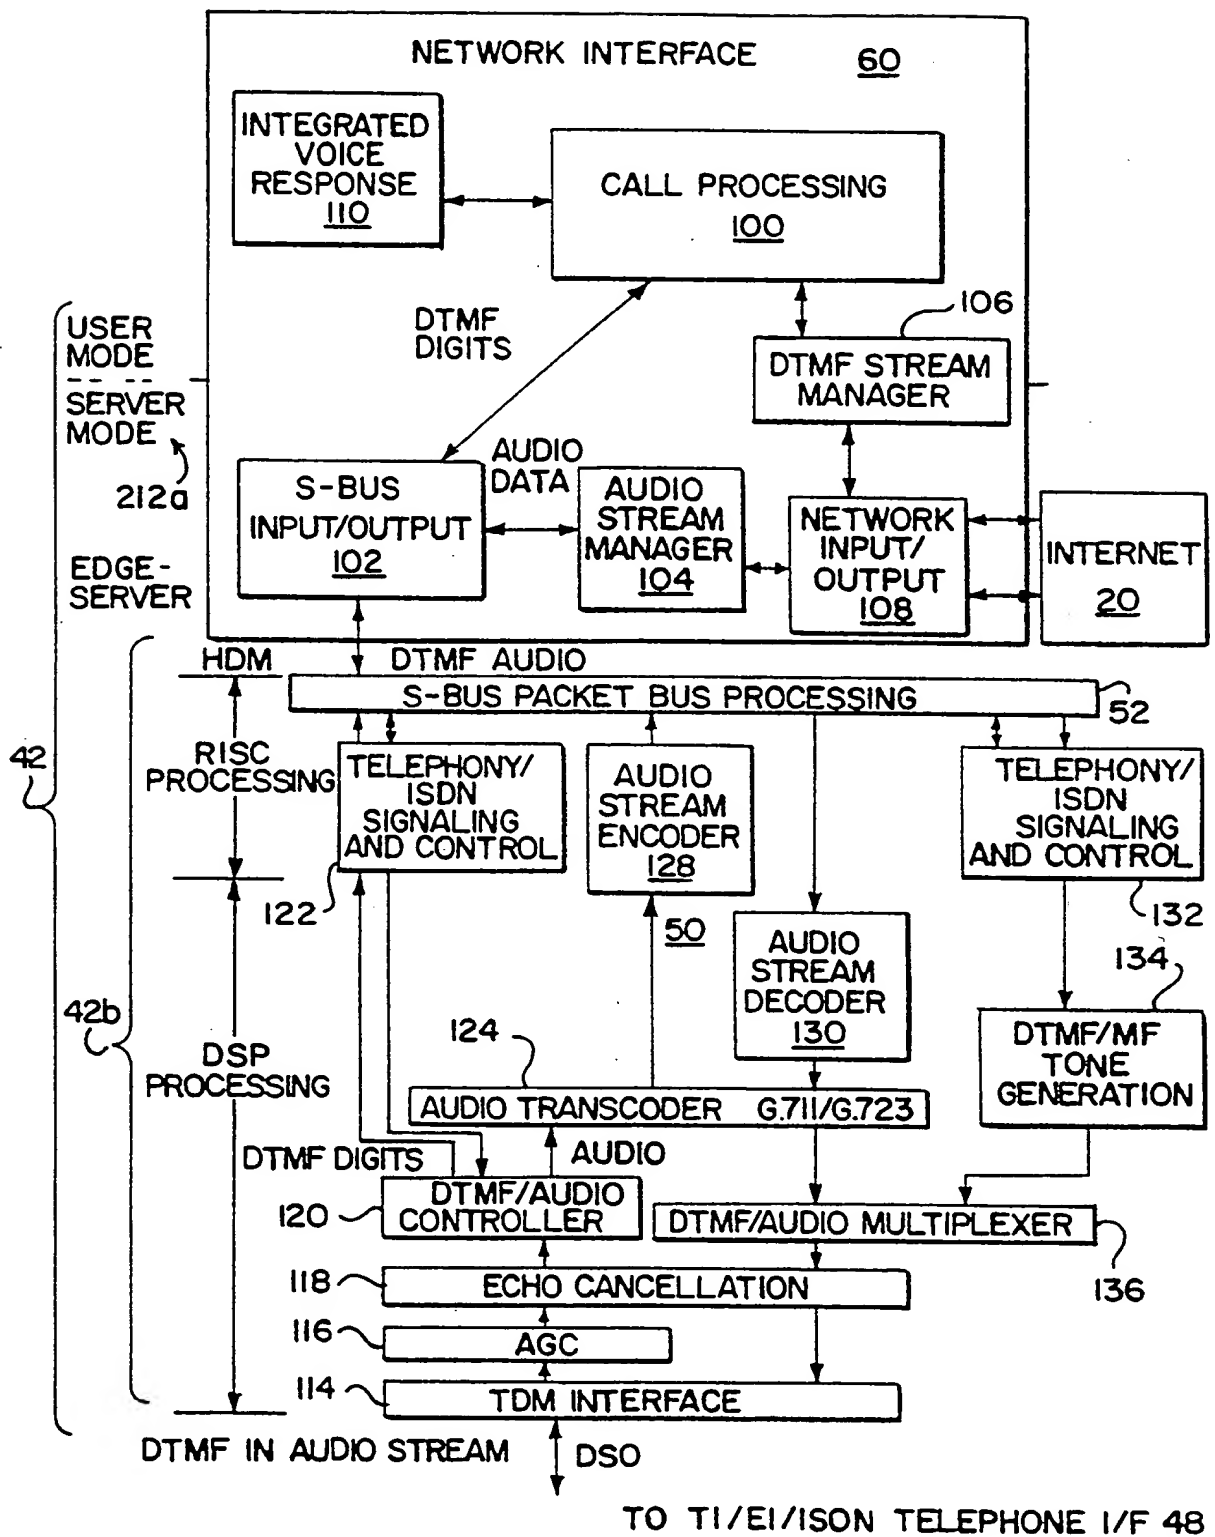 NETWORK INTERFACE 60
INTEGRATED
VOICE
RESPONSE
110
CALL PROCESSING
100
DTMF
DIGITS
106
USER
MODE
DTMF STREAM
MANAGER
SERVER
MODE
212a
S-BUS
INPUT/OUTPUT
102
AUDIO
DATA
AUDIO
STREAM
MANAGER
104
NETWORK
INPUT/
OUTPUT
108
INTERNET
20
EDGE-
SERVER
HDM
DTMF AUDIO
S-BUS PACKET BUS PROCESSING
52
42
RISC
PROCESSING
TELEPHONY/
ISDN
SIGNALING
AND CONTROL
122
AUDIO
STREAM
ENCODER
128
TELEPHONY/
ISDN
SIGNALING
AND CONTROL
132
50
AUDIO
STREAM
DECODER
130
134
DTMF/MF
TONE
GENERATION
42b
DSP
PROCESSING
124
AUDIO TRANSCODER G.711/G.723
DTMF DIGITS
AUDIO
120
DTMF/AUDIO
CONTROLLER
DTMF/AUDIO MULTIPLEXER
136
118
ECHO CANCELLATION
116
AGC
114
TDM INTERFACE
DTMF IN AUDIO STREAM
DSO
TO T1/E1/ISON TELEPHONE I/F 48